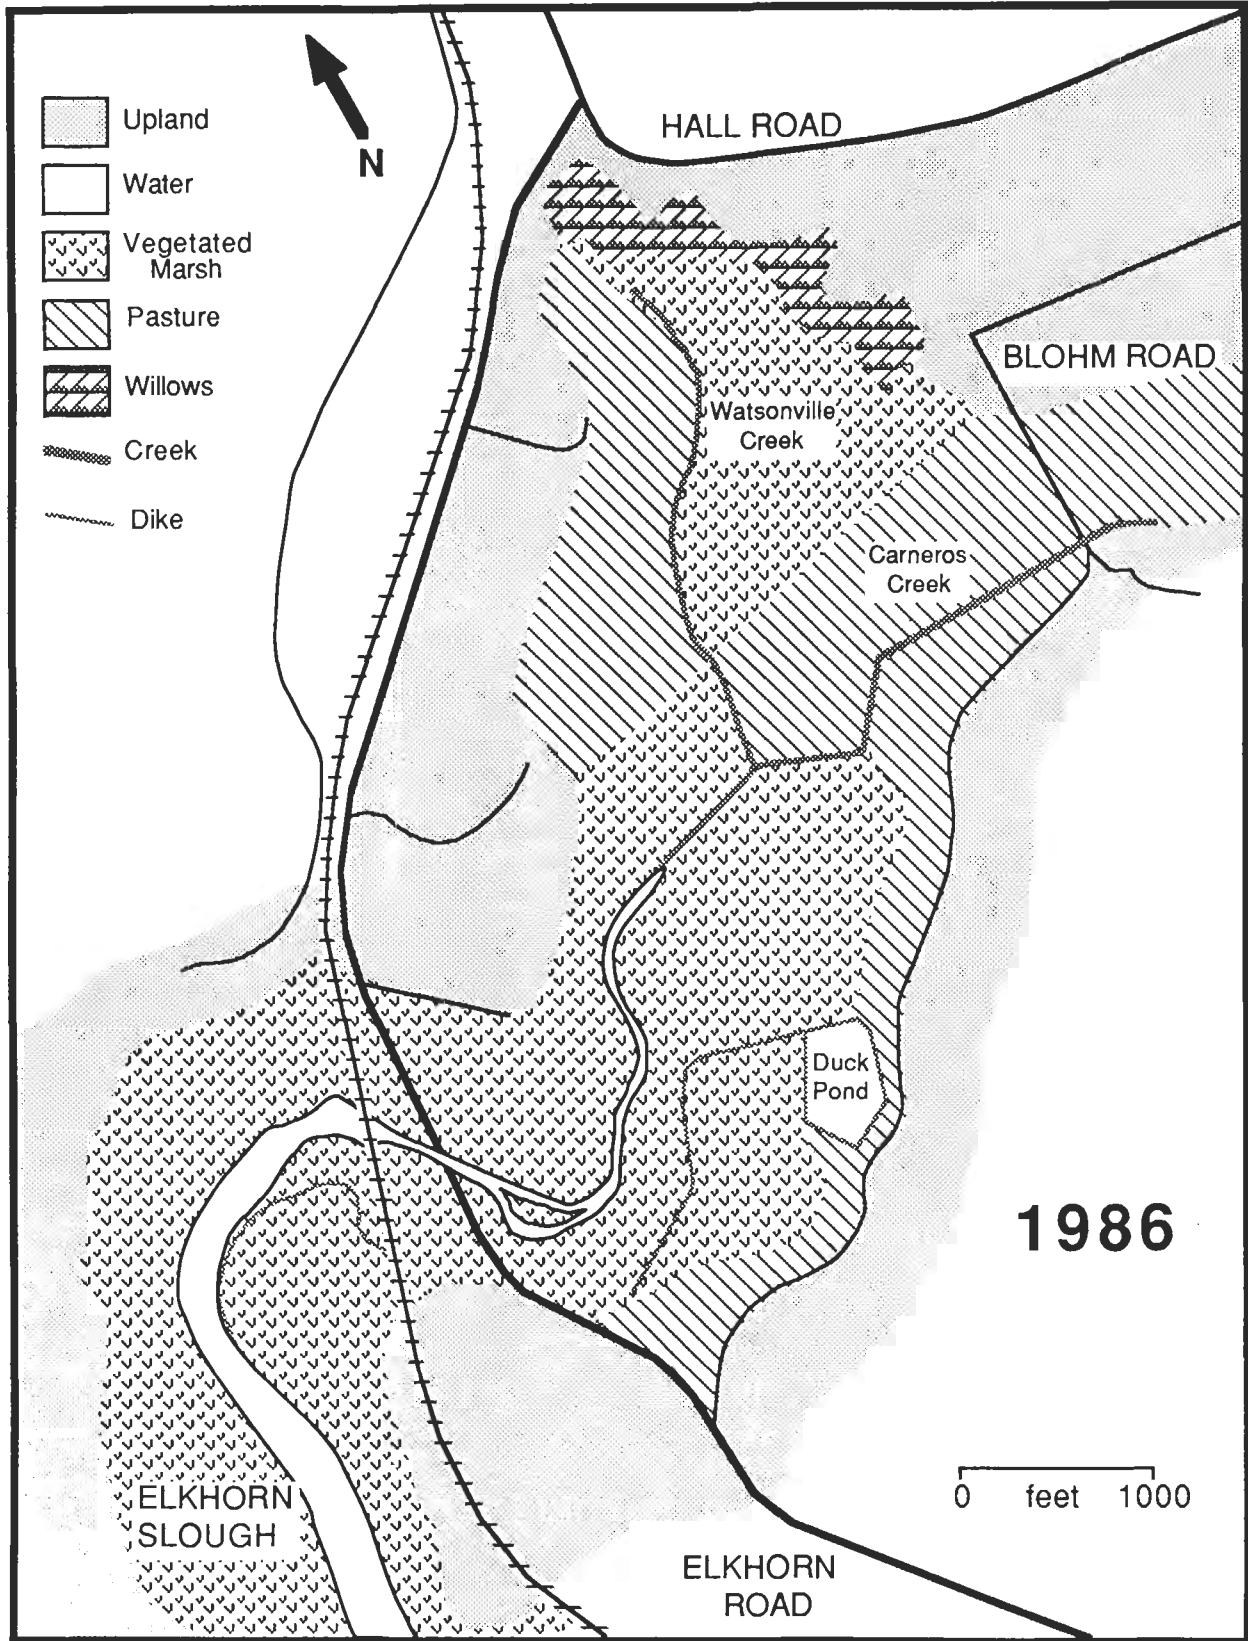 N
Upland
Water
Vegetated
Marsh
Pasture
Willows
Creek
Dike
HALL ROAD
BLOHM ROAD
Watsonville
Creek
Carneros
Creek
Duck
Pond
1986
ELKHORN
SLOUGH
0 feet 1000
ELKHORN
ROAD